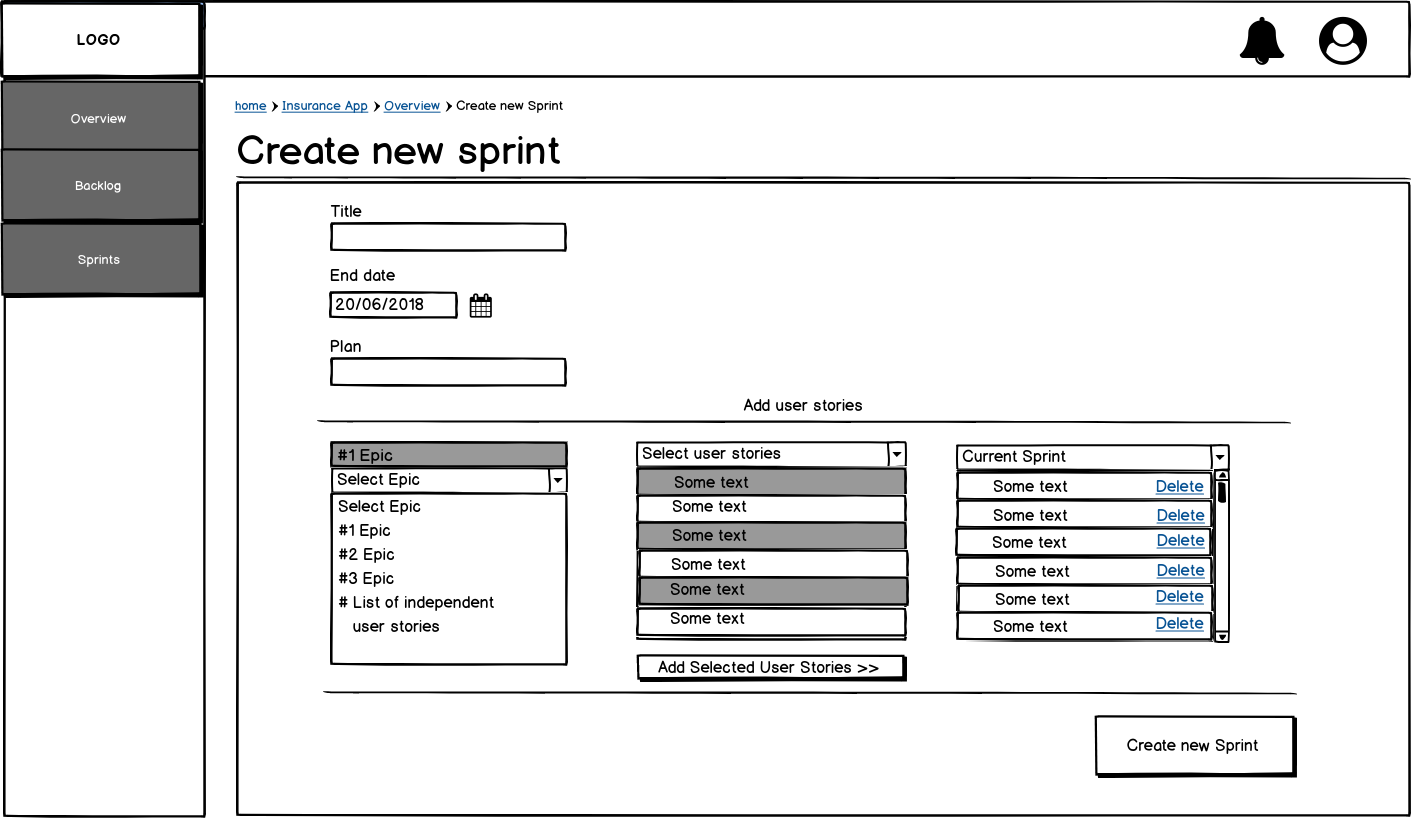 LOGO
Overview
Backlog
Sprints
home > Insurance App > Overview > Create new Sprint
Create new sprint
Title
End date
20/06/2018
Plan
Add user stories
#1 Epic
Select Epic
Select Epic
#1 Epic
#2 Epic
#3 Epic
# List of independent
user stories
Select user stories
Some text
Some text
Some text
Some text
Some text
Some text
Add Selected User Stories >>
Current Sprint
Some text Delete
Some text Delete
Some text Delete
Some text Delete
Some text Delete
Some text Delete
Create new Sprint